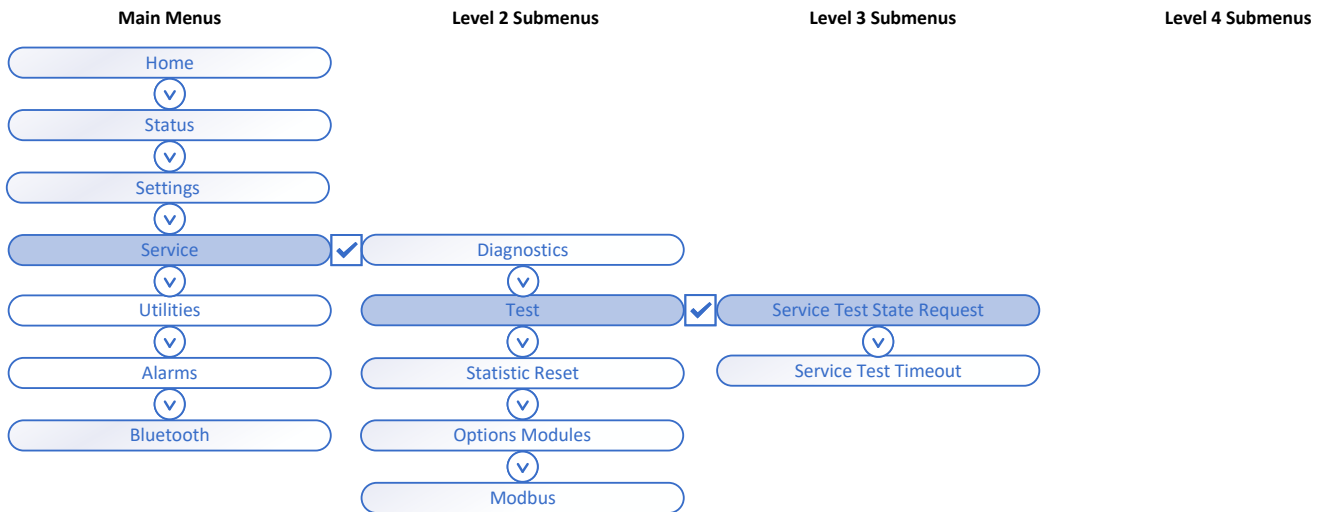 Main Menus
Level 2 Submenus
Level 3 Submenus
Level 4 Submenus
Home
Status
Settings
Service
Diagnostics
Utilities
Test
Service Test State Request
Alarms
Statistic Reset
Service Test Timeout
Bluetooth
Options Modules
Modbus